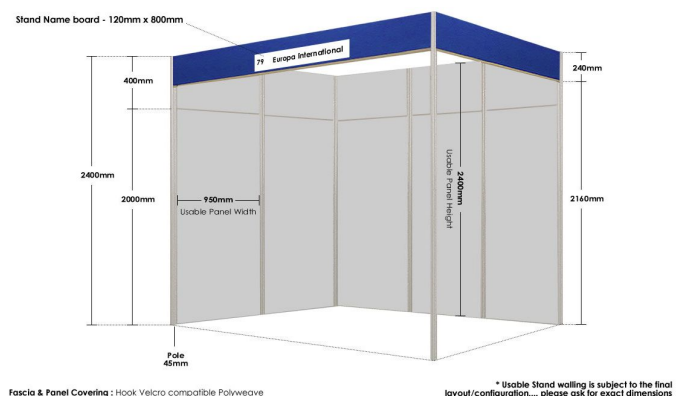 Stand Name board - 120mm x 800mm
79 Europa International
400mm
240mm
2400mm
2000mm
950mm
Usable Panel Width
Usable Panel Height
2400mm
2160mm
Pole
45mm
Fascia & Panel Covering : Hook Velcro compatible Polyweave
* Usable Stand walling is subject to the final
layout/configuration.... please ask for exact dimensions